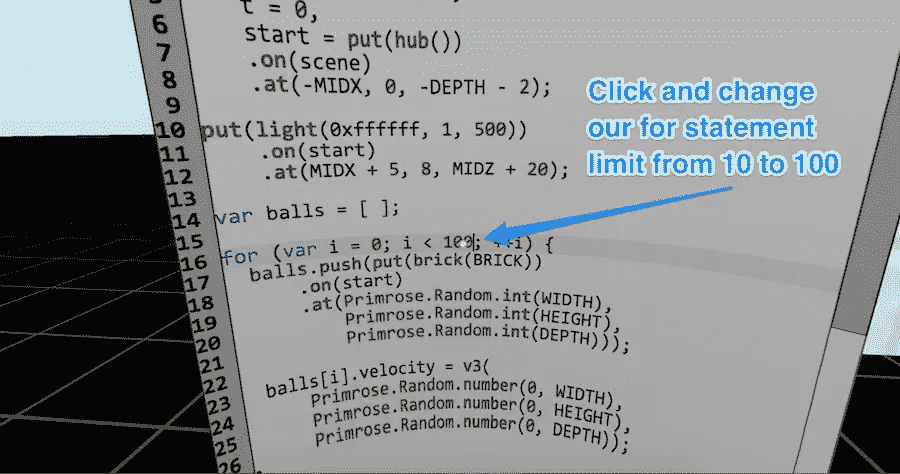 6 t = 0,
7 start = put(hub())
8 .on(scene)
9 .at(-MIDX, 0, -DEPTH - 2);
10 put(light(0xffffff, 1, 500))
11 .on(start)
12 .at(MIDX + 5, 8, MIDZ + 20);
13
14 var balls = [ ];
15
16 for (var i = 0; i < 100; ++i) {
17 balls.push(put(brick(BRICK))
18 .on(start)
19 .at(Primrose.Random.int(WIDTH),
20 Primrose.Random.int(HEIGHT),
21 Primrose.Random.int(DEPTH)));
22
23 balls[i].velocity = v3(
24 Primrose.Random.number(0, WIDTH),
25 Primrose.Random.number(0, HEIGHT),
26 Primrose.Random.number(0, DEPTH));
Click and change
our for statement
limit from 10 to 100